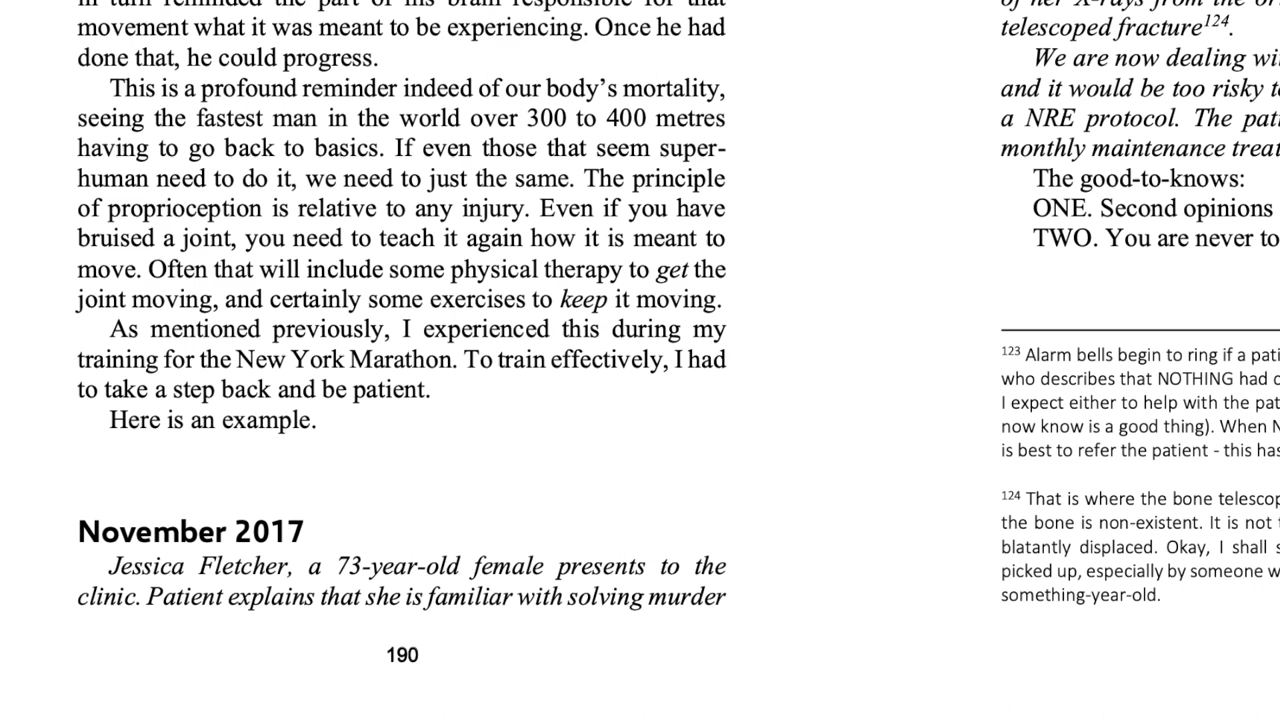 movement what it was meant to be experiencing. Once he had
done that, he could progress.
This is a profound reminder indeed of our body's mortality,
seeing the fastest man in the world over 300 to 400 metres
having to go back to basics. If even those that seem super-
human need to do it, we need to just the same. The principle
of proprioception is relative to any injury. Even if you have
bruised a joint, you need to teach it again how it is meant to
move. Often that will include some physical therapy to get the
joint moving, and certainly some exercises to keep it moving.
As mentioned previously, I experienced this during my
training for the New York Marathon. To train effectively, I had
to take a step back and be patient.
Here is an example.
November 2017
Jessica Fletcher, a 73-year-old female presents to the
clinic. Patient explains that she is familiar with solving murder
190
telescoped fracture124.
We are now dealing wi
and it would be too risky t
a NRE protocol. The pati
monthly maintenance treat
The good-to-knows:
ONE. Second opinions
TWO. You are never to
123 Alarm bells begin to ring if a pati
who describes that NOTHING had
I expect either to help with the pat
now know is a good thing). When N
is best to refer the patient - this has
124 That is where the bone telescop
the bone is non-existent. It is not
blatantly displaced. Okay, I shall s
picked up, especially by someone w
something-year-old.